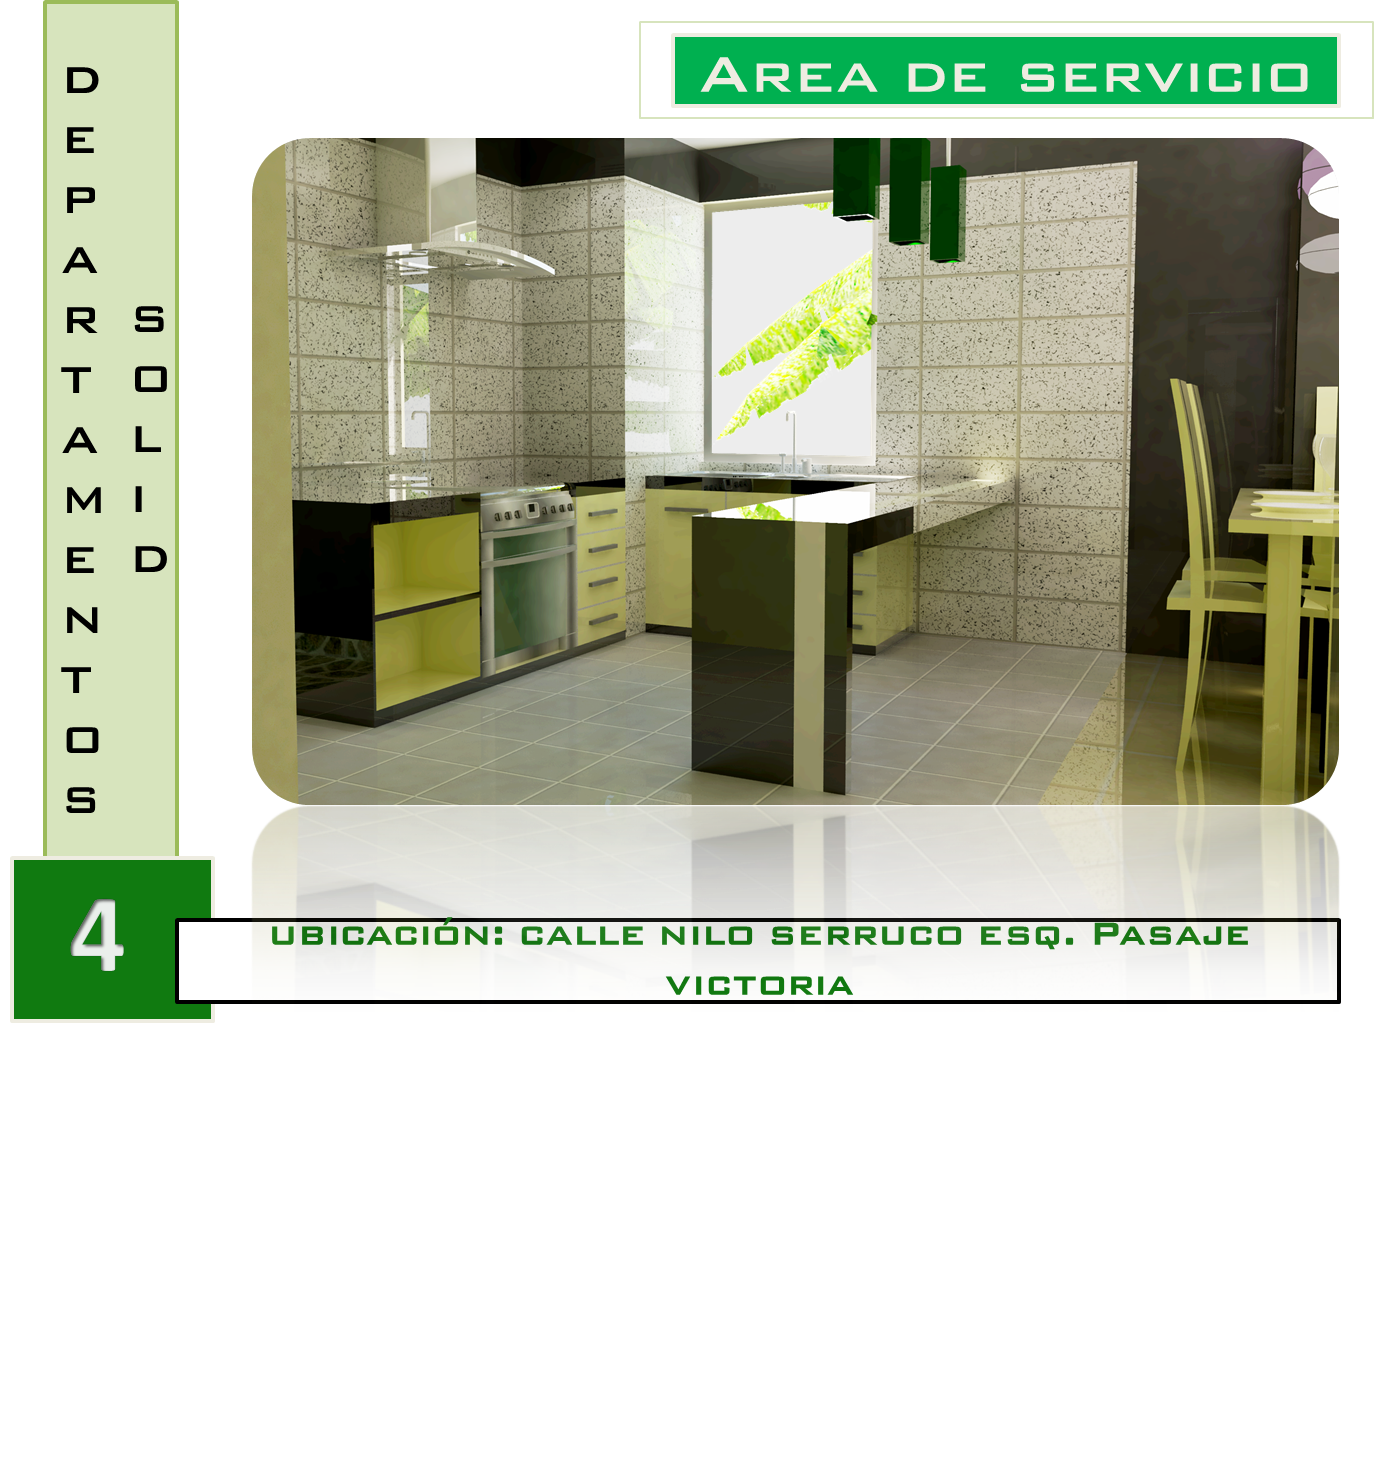 AREA DE SERVICIO
DEPARTAMENTOS
SOLID
4
UBICACIÓN: CALLE NILO SERRUCO ESQ. PASAJE
VICTORIA